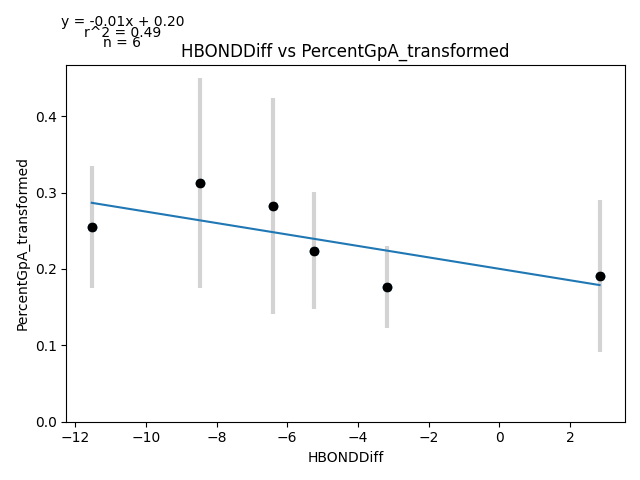 y = -0.01x + 0.20
r^2 = 0.49
n = 6
HBONDDiff vs PercentGpA_transformed
PercentGpA_transformed
0.4
0.3
0.2
0.1
0.0
−12 −10 −8 −6 −4 −2 0 2
HBONDDiff